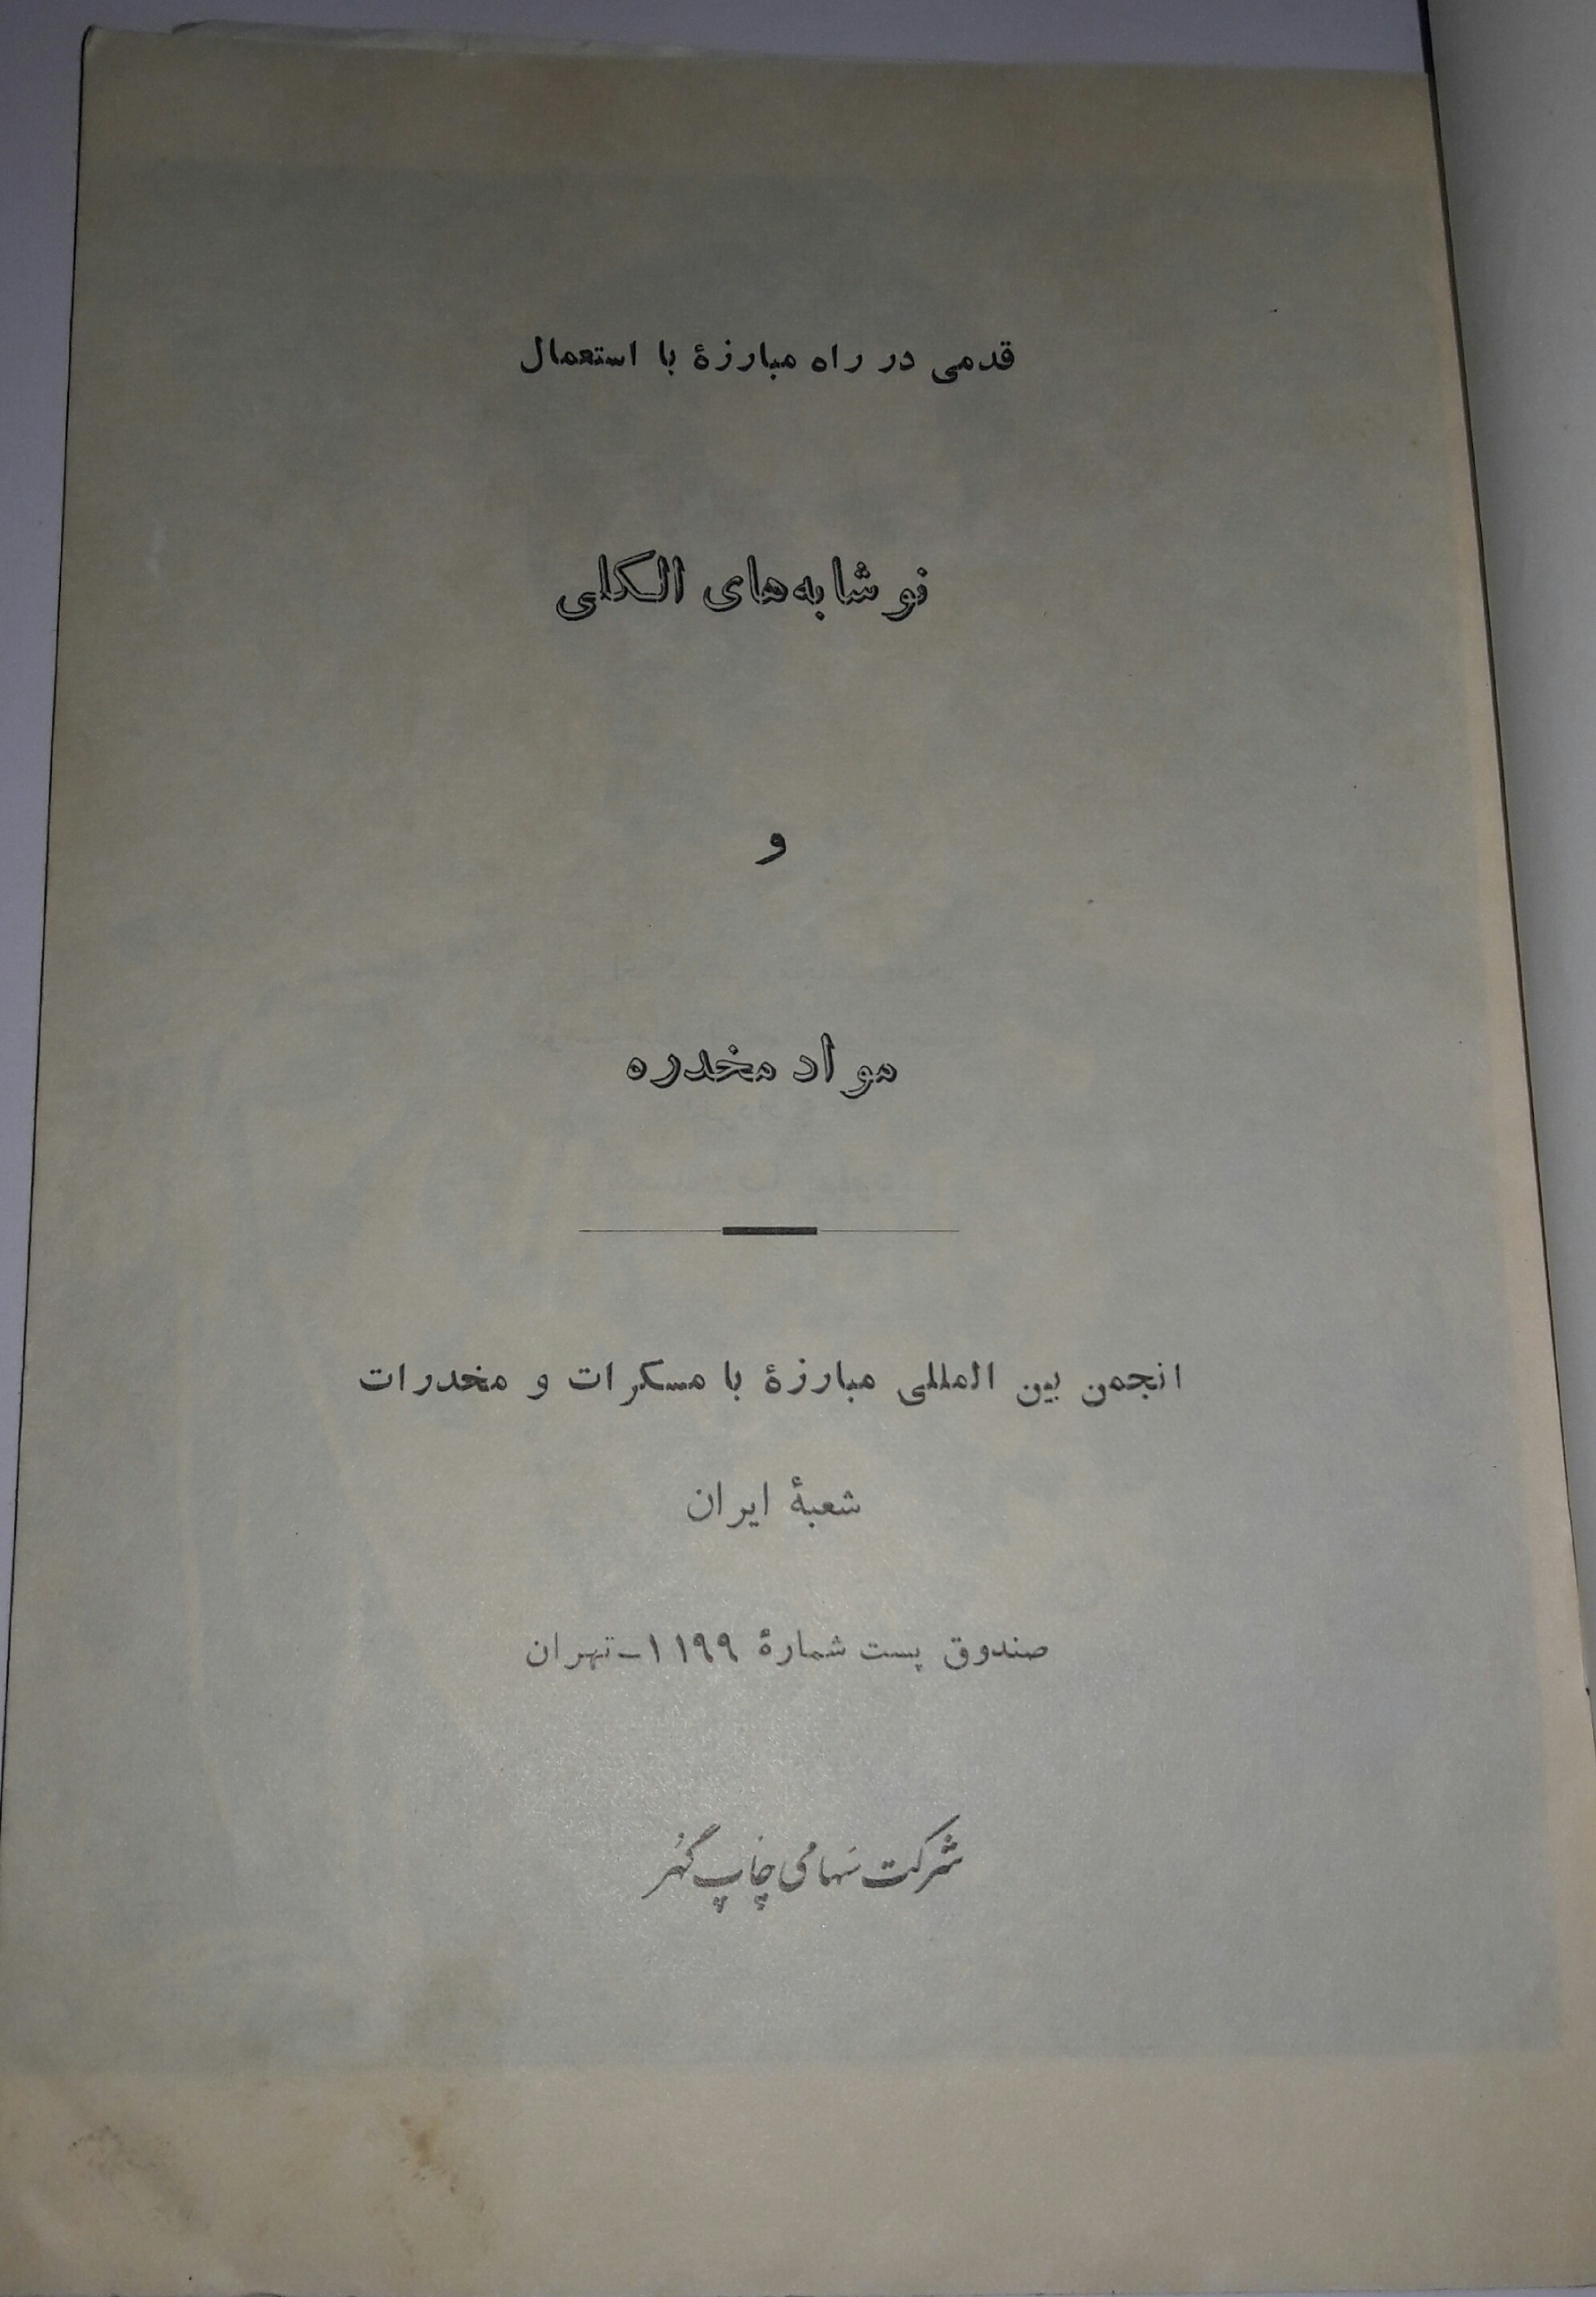 قدمی در راه مبارزهٔ با استعمال
نوشابه‌های الکلی
و
مواد مخدره
انجمن بین المللی مبارزهٔ با مسکرات و مخدرات
شعبهٔ ایران
صندوق پست شمارهٔ ۱۱۹۹ـ تهران
شرکت سهامی چاپ گهر